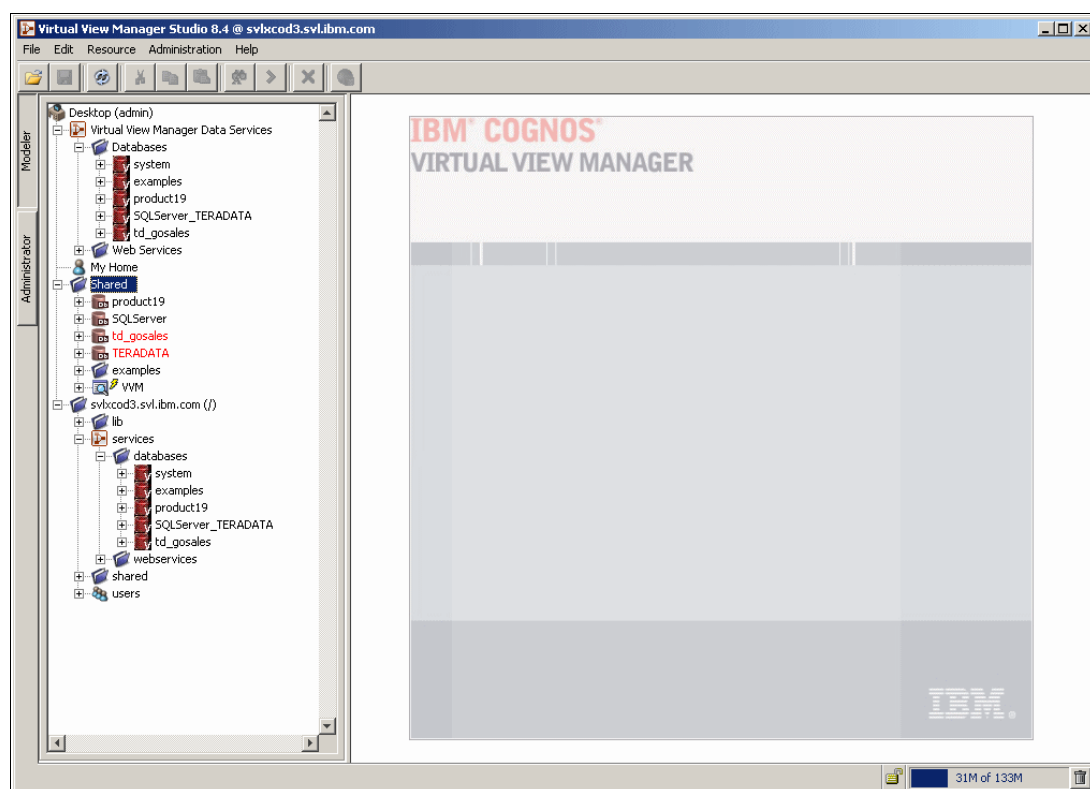 Virtual View Manager Studio 8.4 @ svlxcod3.svl.ibm.com
File Edit Resource Administration Help
Modeler
Administrator
Desktop (admin)
Virtual View Manager Data Services
Databases
system
examples
product19
SQLServer_TERADATA
td_gosales
Web Services
My Home
Shared
product19
SQLServer
td_gosales
TERADATA
examples
VVM
svlxcod3.svl.ibm.com (/)
lib
services
databases
system
examples
product19
SQLServer_TERADATA
td_gosales
webservices
shared
users
IBM® COGNOS®
VIRTUAL VIEW MANAGER
IBM®
31M of 133M